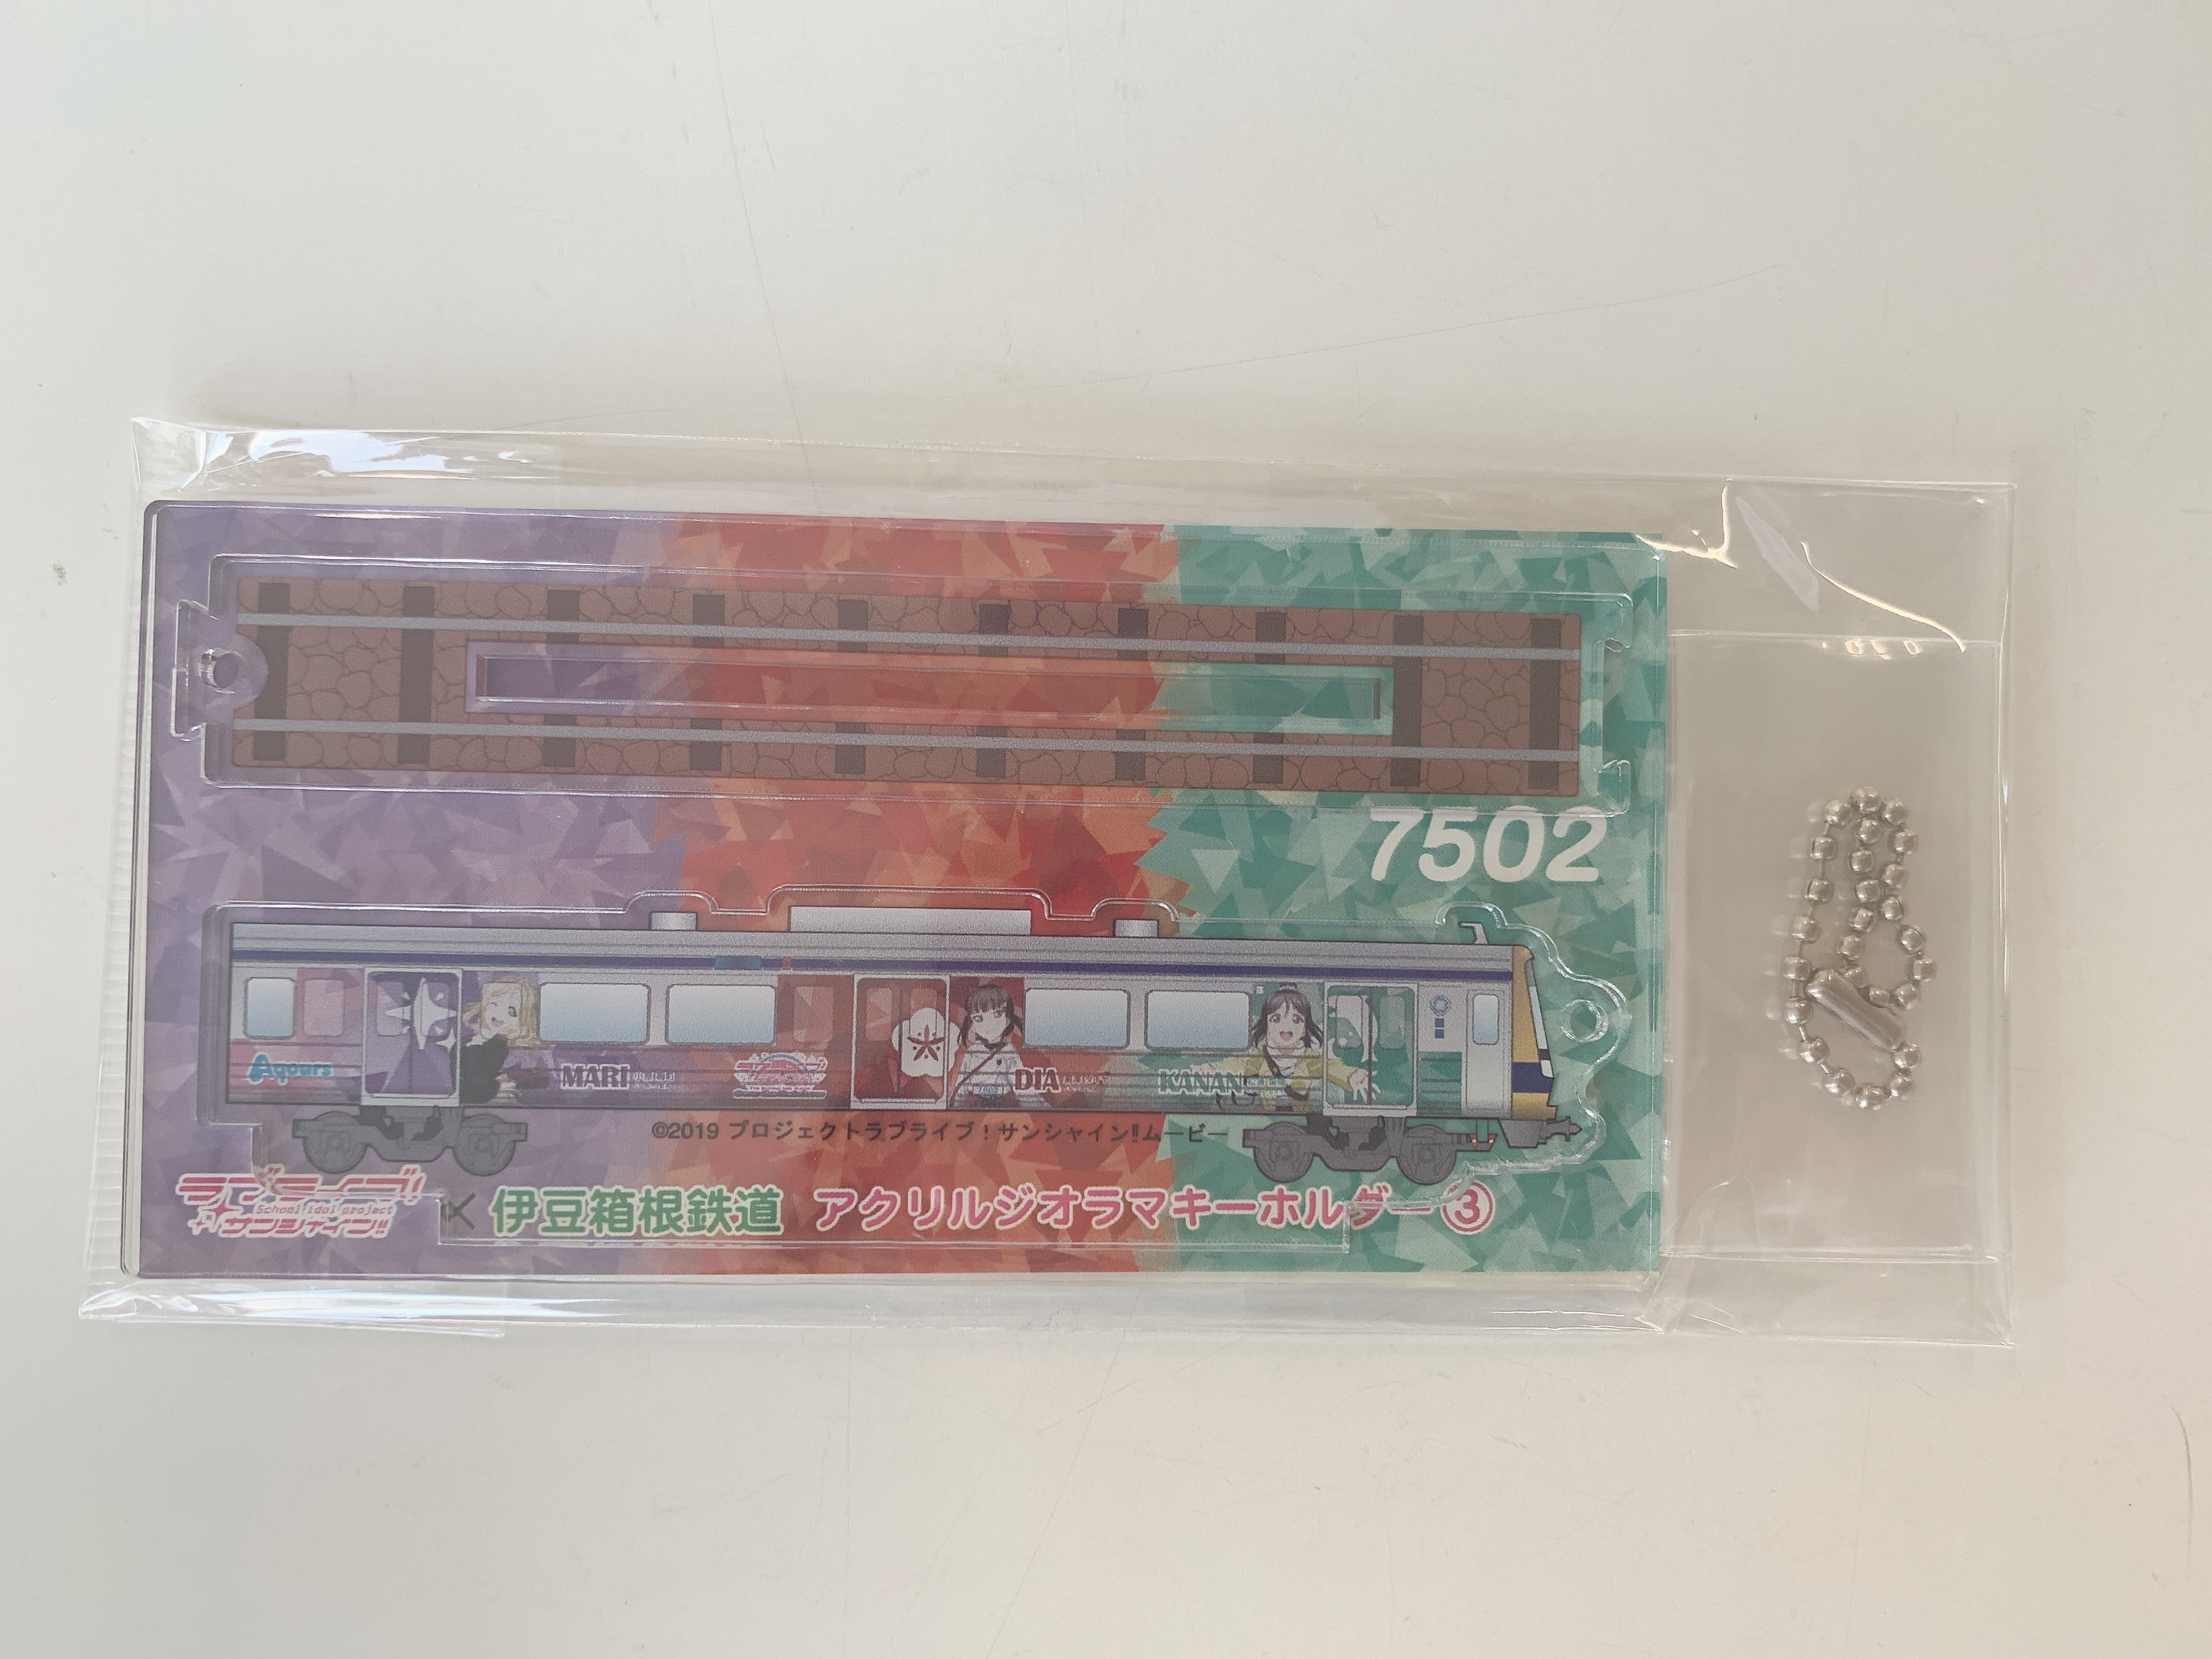 7502
Aqours
MARI
DIA
KANAN
©2019 プロジェクトラブライブ！サンシャイン!!ムービー
ラブライブ！
School idol project
サンシャイン!!
× 伊豆箱根鉄道 アクリルジオラマキーホルダー③